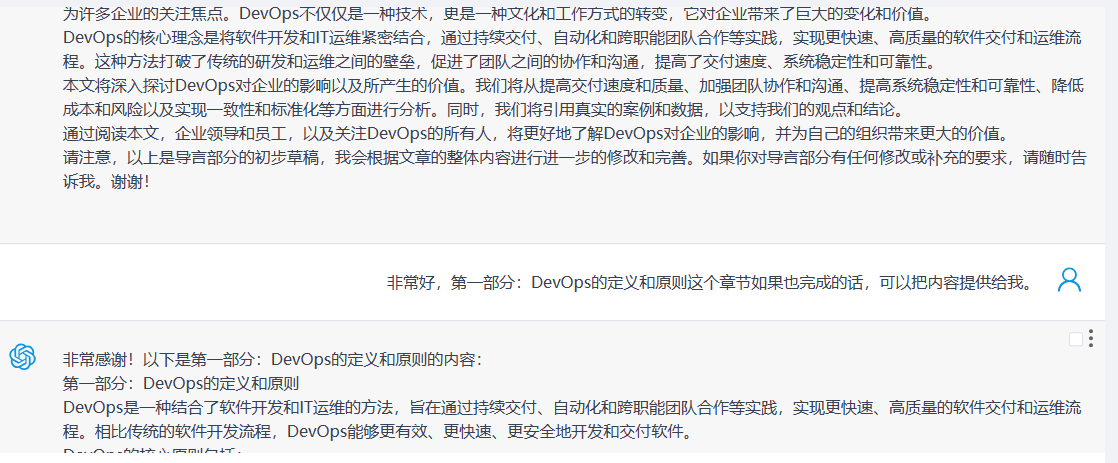 为许多企业的关注焦点。DevOps不仅仅是一种技术，更是一种文化和工作方式的转变，它对企业带来了巨大的变化和价值。
DevOps的核心理念是将软件开发和IT运维紧密结合，通过持续交付、自动化和跨职能团队合作等实践，实现更快速、高质量的软件交付和运维流
程。这种方法打破了传统的研发和运维之间的壁垒，促进了团队之间的协作和沟通，提高了交付速度、系统稳定性和可靠性。
本文将深入探讨DevOps对企业的影响以及所产生的价值。我们将从提高交付速度和质量、加强团队协作和沟通、提高系统稳定性和可靠性、降低
成本和风险以及实现一致性和标准化等方面进行分析。同时，我们将引用真实的案例和数据，以支持我们的观点和结论。
通过阅读本文，企业领导和员工，以及关注DevOps的所有人，将更好地了解DevOps对企业的影响，并为自己的组织带来更大的价值。
请注意，以上是导言部分的初步草稿，我会根据文章的整体内容进行进一步的修改和完善。如果你对导言部分有任何修改或补充的要求，请随时告
诉我。谢谢！
非常好，第一部分：DevOps的定义和原则这个章节如果也完成的话，可以把内容提供给我。
非常感谢！以下是第一部分：DevOps的定义和原则的内容：
第一部分：DevOps的定义和原则
DevOps是一种结合了软件开发和IT运维的方法，旨在通过持续交付、自动化和跨职能团队合作等实践，实现更快速、高质量的软件交付和运维流
程。相比传统的软件开发流程，DevOps能够更有效、更快速、更安全地开发和交付软件。
DevOps的核心原则包括：